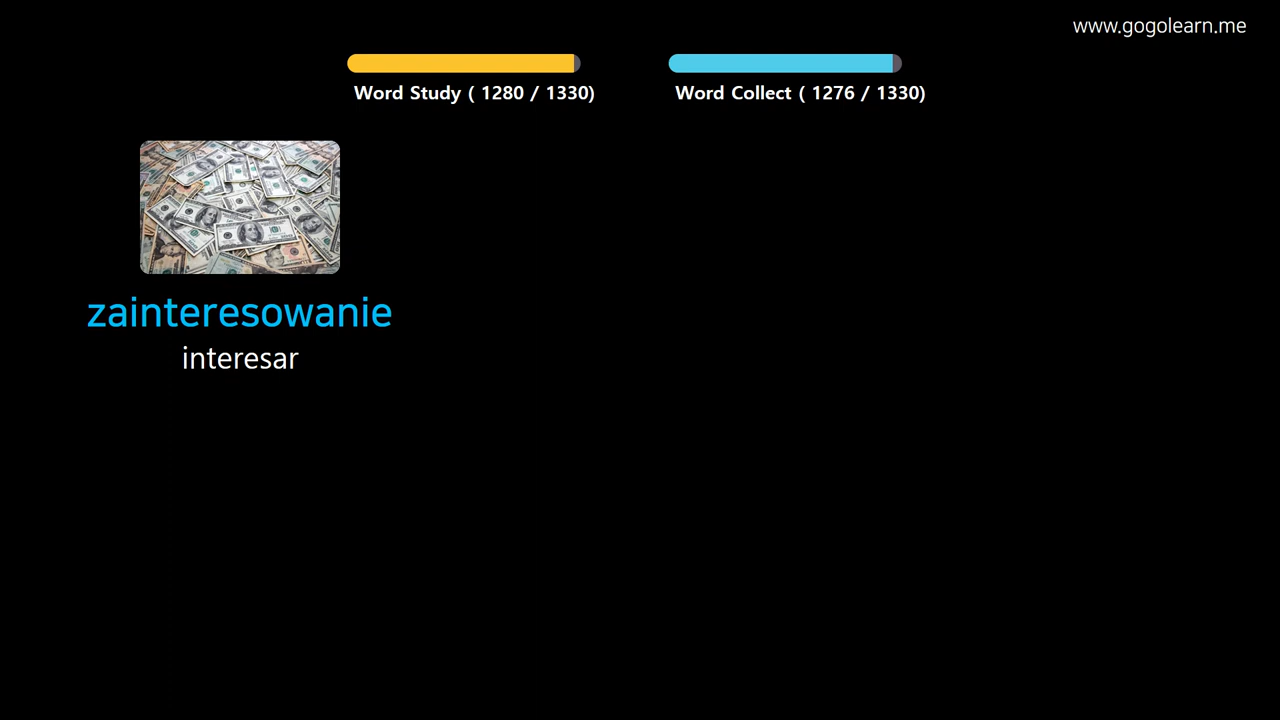 www.gogolearn.me
Word Study ( 1280 / 1330)
Word Collect ( 1276 / 1330)
zainteresowanie
interesar